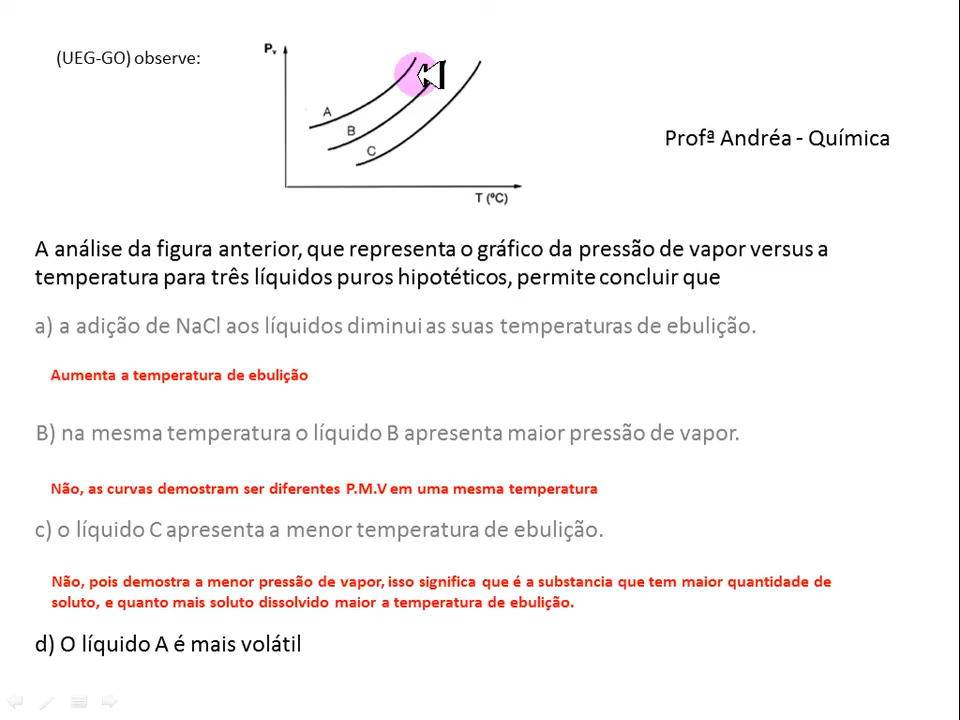 (UEG-GO) observe:
Pv
A
B
C
T (ºC)
Profª Andréa - Química
A análise da figura anterior, que representa o gráfico da pressão de vapor versus a
temperatura para três líquidos puros hipotéticos, permite concluir que
a) a adição de NaCl aos líquidos diminui as suas temperaturas de ebulição.
Aumenta a temperatura de ebulição
B) na mesma temperatura o líquido B apresenta maior pressão de vapor.
Não, as curvas demostram ser diferentes P.M.V em uma mesma temperatura
c) o líquido C apresenta a menor temperatura de ebulição.
Não, pois demostra a menor pressão de vapor, isso significa que é a substancia que tem maior quantidade de
soluto, e quanto mais soluto dissolvido maior a temperatura de ebulição.
d) O líquido A é mais volátil